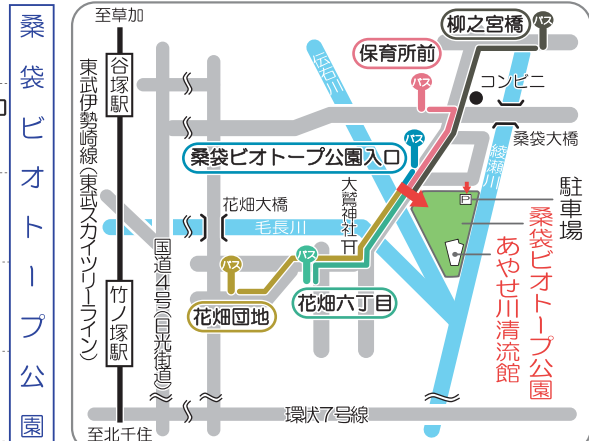 桑袋ビオトープ公園
至草加
谷塚駅
東武伊勢崎線(東武スカイツリーライン)
竹ノ塚駅
至北千住
国道4号(日光街道)
環状7号線
花畑大橋
毛長川
伝右川
綾瀬川
大鷲神社
柳之宮橋
バス
保育所前
バス
コンビニ
桑袋大橋
桑袋ビオトープ公園入口
バス
花畑団地
バス
花畑六丁目
バス
P
駐車場
桑袋ビオトープ公園
あやせ川清流館